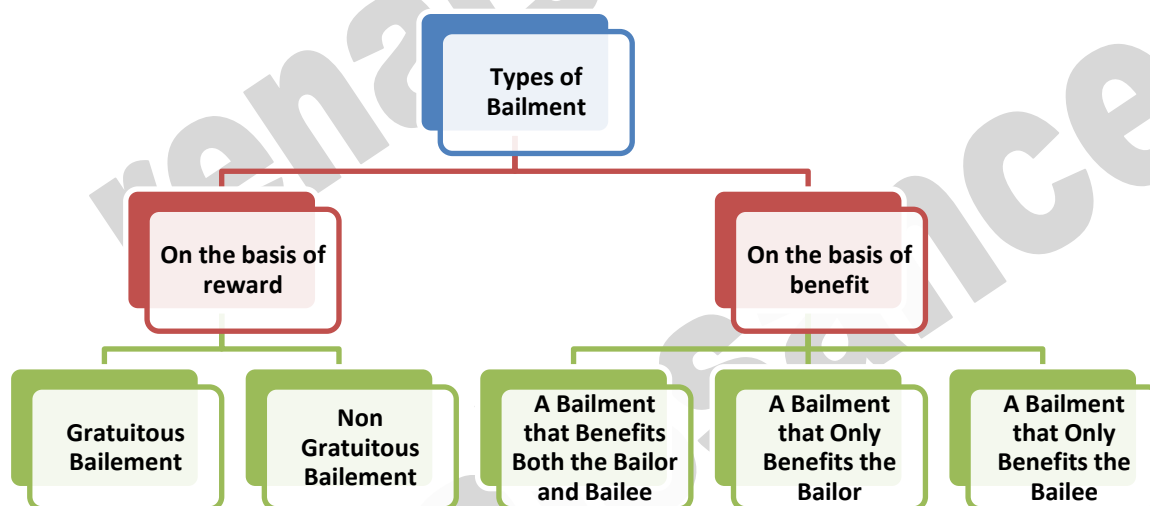 Types of
Bailment
On the basis of
reward
On the basis of
benefit
Gratuitous
Bailement
Non
Gratuitous
Bailement
A Bailment
that Benefits
Both the Bailor
and Bailee
A Bailment
that Only
Benefits the
Bailor
A Bailment
that Only
Benefits the
Bailee